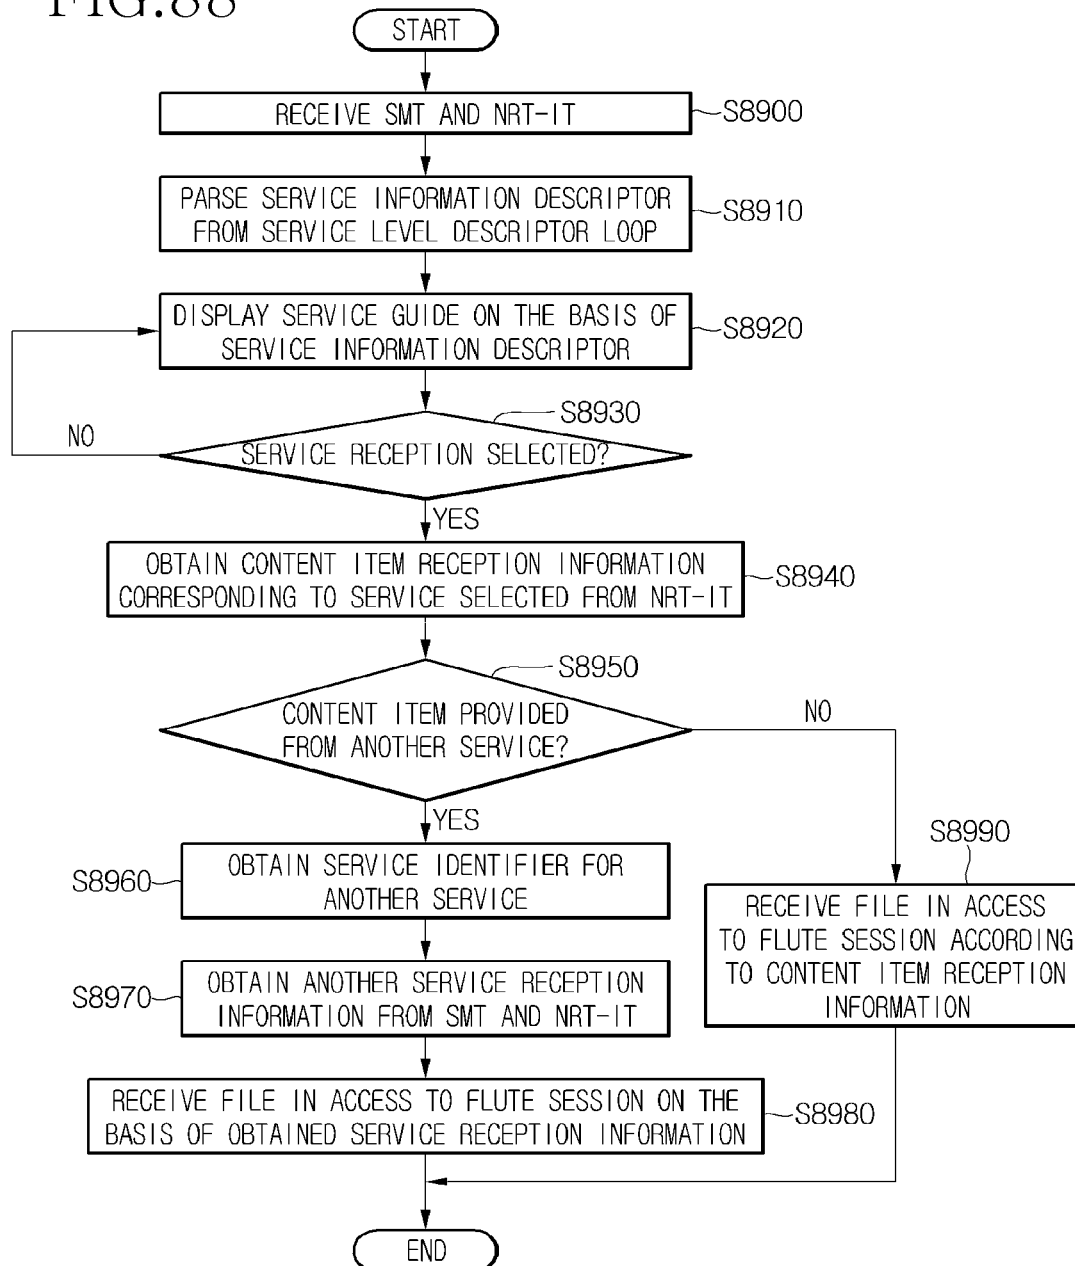 FIG.88
START
RECEIVE SMT AND NRT-IT
S8900
PARSE SERVICE INFORMATION DESCRIPTOR
FROM SERVICE LEVEL DESCRIPTOR LOOP
S8910
DISPLAY SERVICE GUIDE ON THE BASIS OF
SERVICE INFORMATION DESCRIPTOR
S8920
S8930
NO
SERVICE RECEPTION SELECTED?
YES
OBTAIN CONTENT ITEM RECEPTION INFORMATION
CORRESPONDING TO SERVICE SELECTED FROM NRT-IT
S8940
S8950
CONTENT ITEM PROVIDED
FROM ANOTHER SERVICE?
NO
YES
S8960
OBTAIN SERVICE IDENTIFIER FOR
ANOTHER SERVICE
S8990
RECEIVE FILE IN ACCESS
TO FLUTE SESSION ACCORDING
TO CONTENT ITEM RECEPTION
INFORMATION
S8970
OBTAIN ANOTHER SERVICE RECEPTION
INFORMATION FROM SMT AND NRT-IT
RECEIVE FILE IN ACCESS TO FLUTE SESSION ON THE
BASIS OF OBTAINED SERVICE RECEPTION INFORMATION
S8980
END